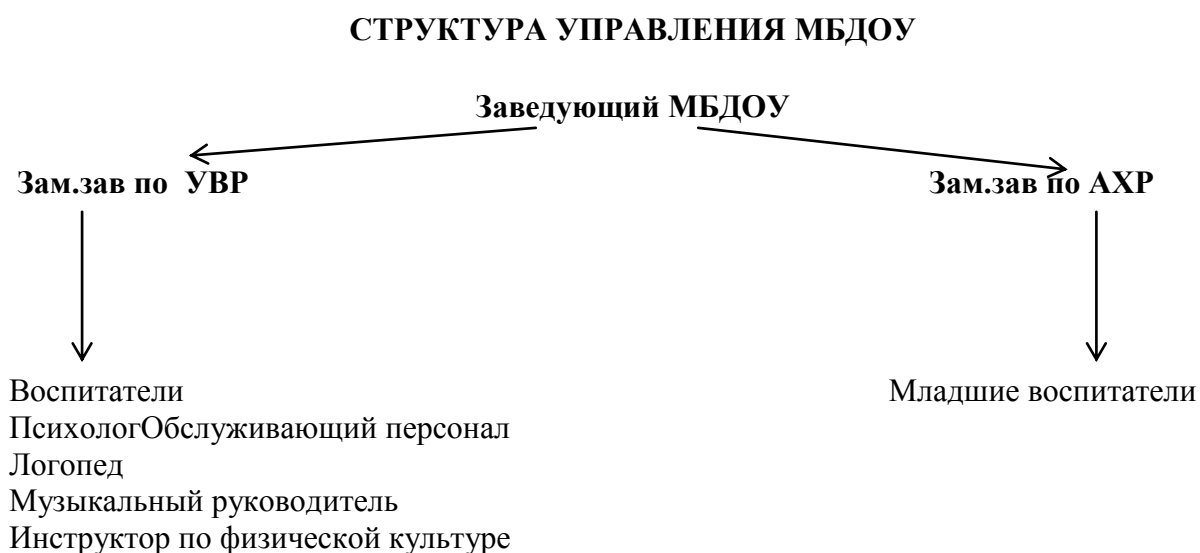 СТРУКТУРА УПРАВЛЕНИЯ МБДОУ
Заведующий МБДОУ
Зам.зав по УВР Зам.зав по АХР
Воспитатели Младшие воспитатели
ПсихологОбслуживающий персонал
Логопед
Музыкальный руководитель
Инструктор по физической культуре